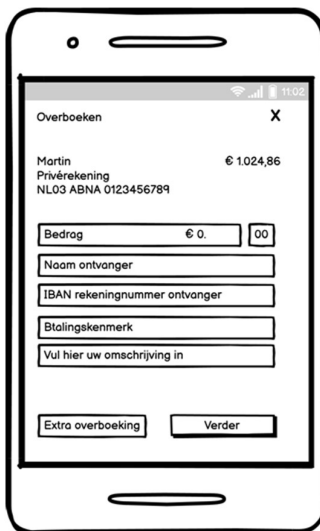 11:02
Overboeken X
Martin € 1.024,86
Privérekening
NL03 ABNA 0123456789
Bedrag € 0. 00
Naam ontvanger
IBAN rekeningnummer ontvanger
Btalingskenmerk
Vul hier uw omschrijving in
Extra overboeking Verder